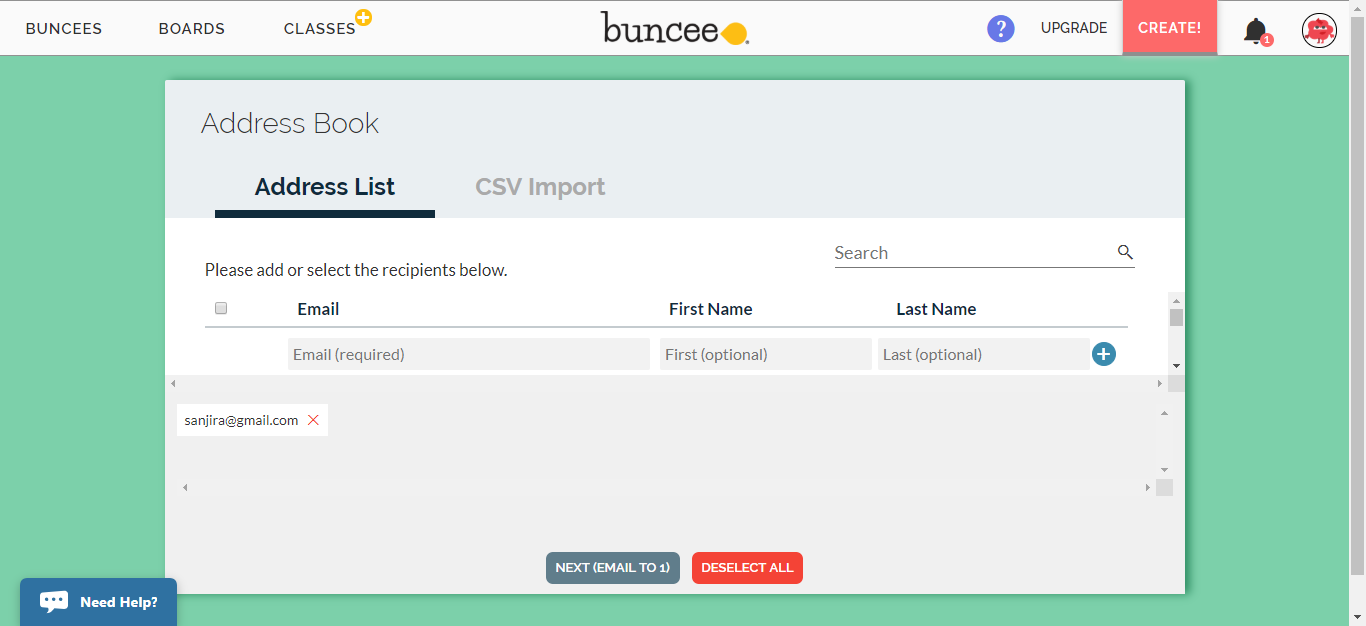 BUNCEES BOARDS CLASSES buncee ? UPGRADE CREATE! 1
Address Book
Address List CSV Import
Search
Please add or select the recipients below.
Email First Name Last Name
Email (required) First (optional) Last (optional)
sanjira@gmail.com
NEXT (EMAIL TO 1) DESELECT ALL
Need Help?